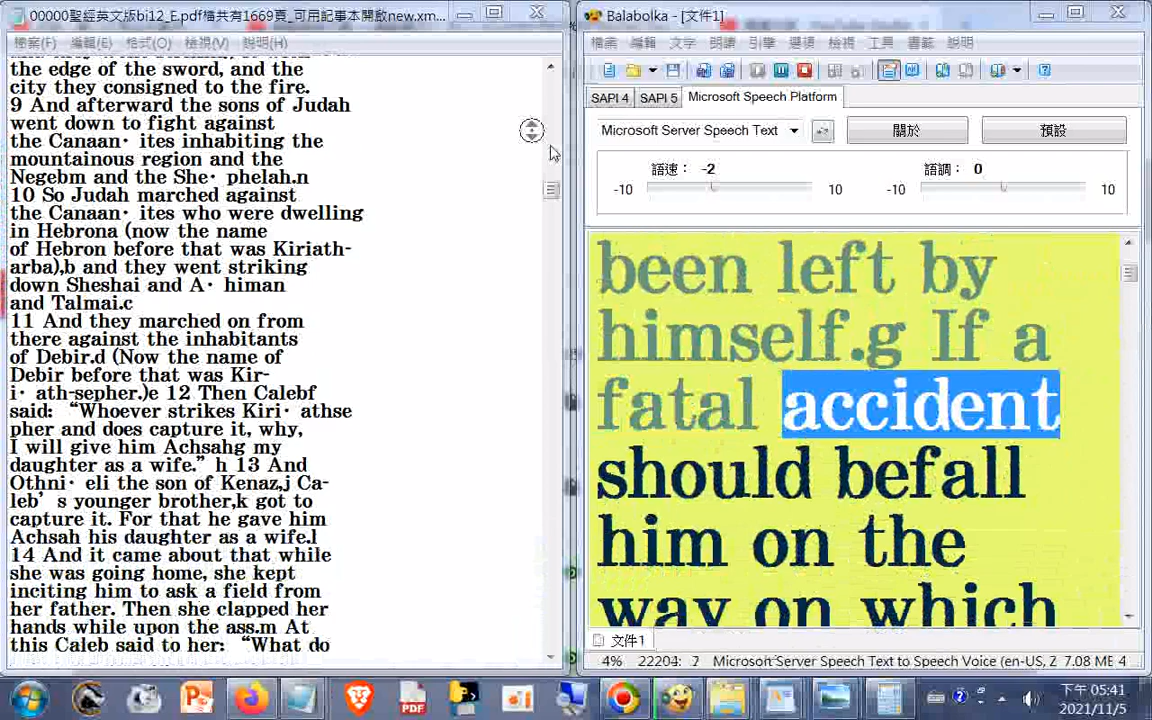 00000聖經英文版bi12_E.pdf檔共有1669頁_可用記事本開啟new.xm...
檔案(F) 編輯(E) 格式(O) 檢視(V) 說明(H)
the edge of the sword, and the
city they consigned to the fire.
9 And afterward the sons of Judah
went down to fight against
the Canaan· ites inhabiting the
mountainous region and the
Negebm and the She· phelah.n
10 So Judah marched against
the Canaan· ites who were dwelling
in Hebrona (now the name
of Hebron before that was Kiriath-
arba),b and they went striking
down Sheshai and A· himan
and Talmai.c
11 And they marched on from
there against the inhabitants
of Debir.d (Now the name of
Debir before that was Kir-
i· ath-sepher.)e 12 Then Calebf
said: “Whoever strikes Kiri· athse
pher and does capture it, why,
I will give him Achsahg my
daughter as a wife.” h 13 And
Othni· eli the son of Kenaz,j Ca-
leb’ s younger brother,k got to
capture it. For that he gave him
Achsah his daughter as a wife.l
14 And it came about that while
she was going home, she kept
inciting him to ask a field from
her father. Then she clapped her
hands while upon the ass.m At
this Caleb said to her: “What do
Balabolka - [文件1]
檔案 編輯 文字 朗讀 引擎 選項 檢視 工具 書籤 說明
SAPI 4 SAPI 5 Microsoft Speech Platform
Microsoft Server Speech Text 關於 預設
語速： -2 語調： 0
-10 10 -10 10
been left by
himself.g If a
fatal accident
should befall
him on the
way on which
文件1
4% 22204: 7 Microsoft Server Speech Text to Speech Voice (en-US, 2 7.08 MB 4
下午 05:41
2021/11/5